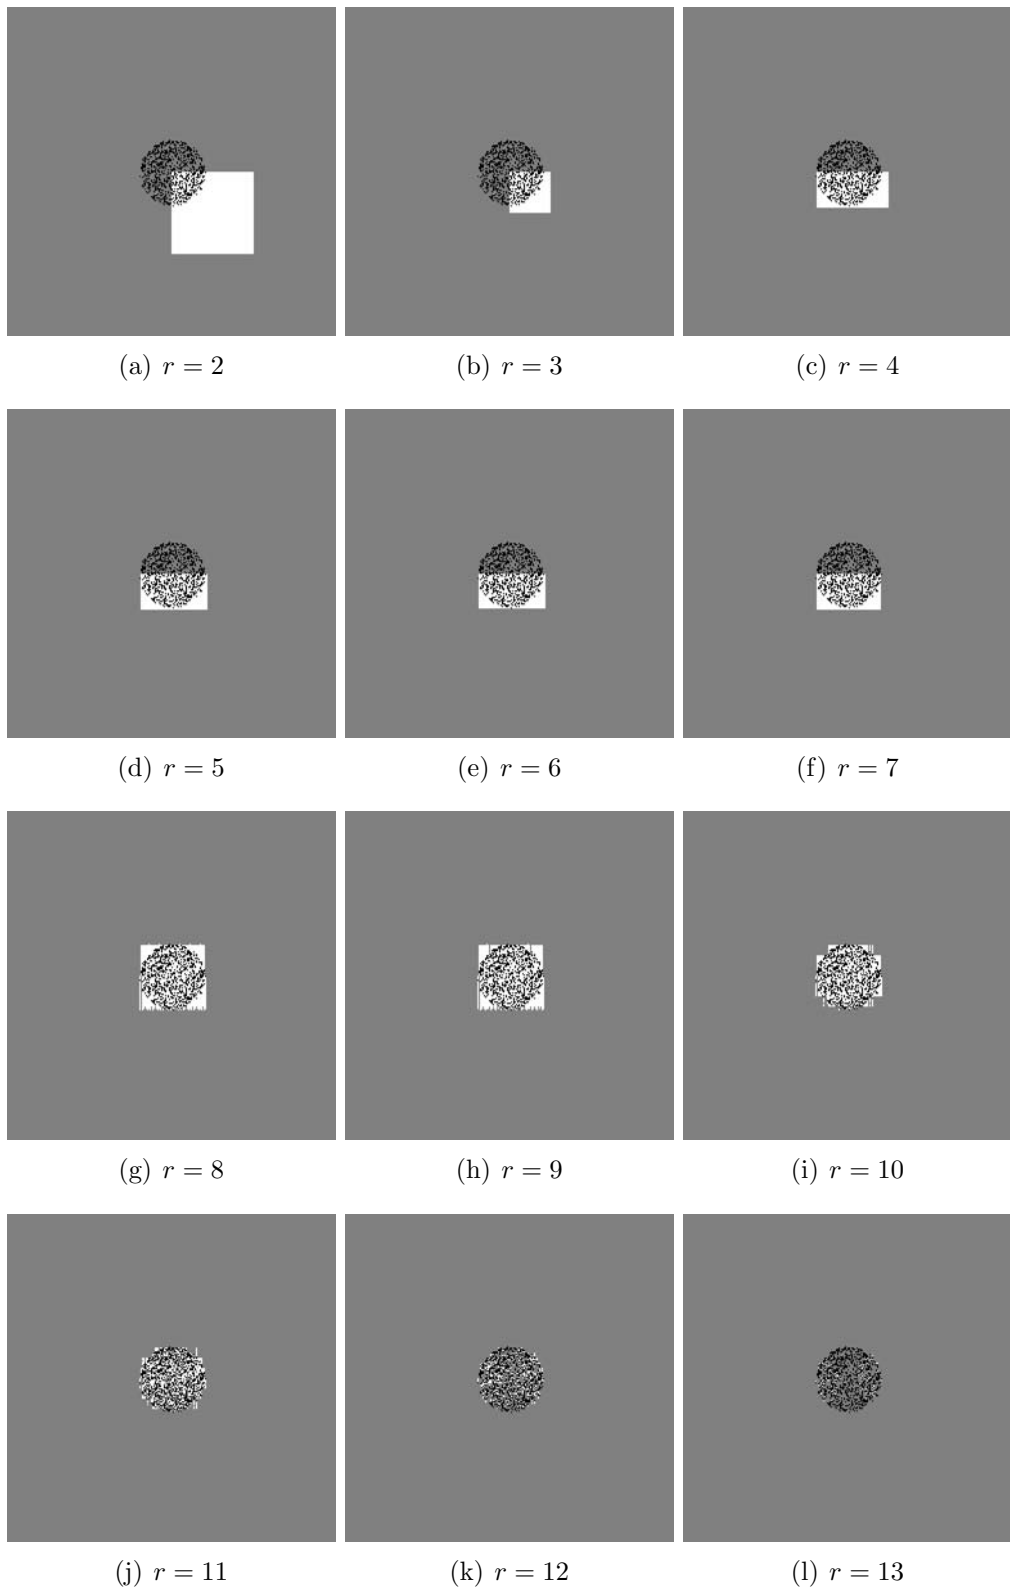 (a) r = 2
(b) r = 3
(c) r = 4
(d) r = 5
(e) r = 6
(f) r = 7
(g) r = 8
(h) r = 9
(i) r = 10
(j) r = 11
(k) r = 12
(l) r = 13